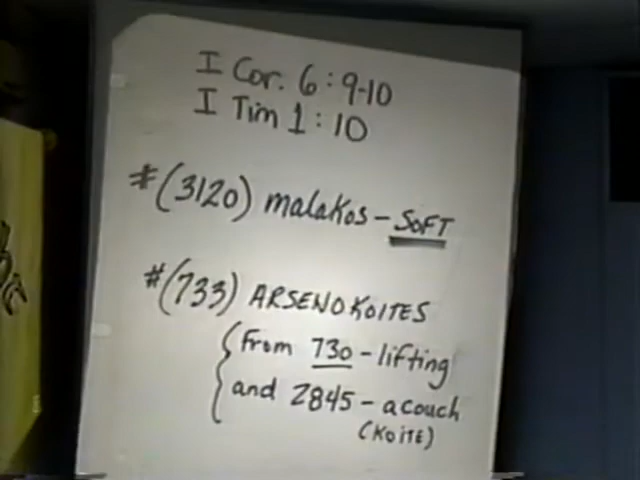 I Cor. 6:9-10
I Tim 1:10
#(3120) malakos - SOFT
#(733) ARSENOKOITES
from 730 - lifting
and 2845 - a couch
(KOITE)